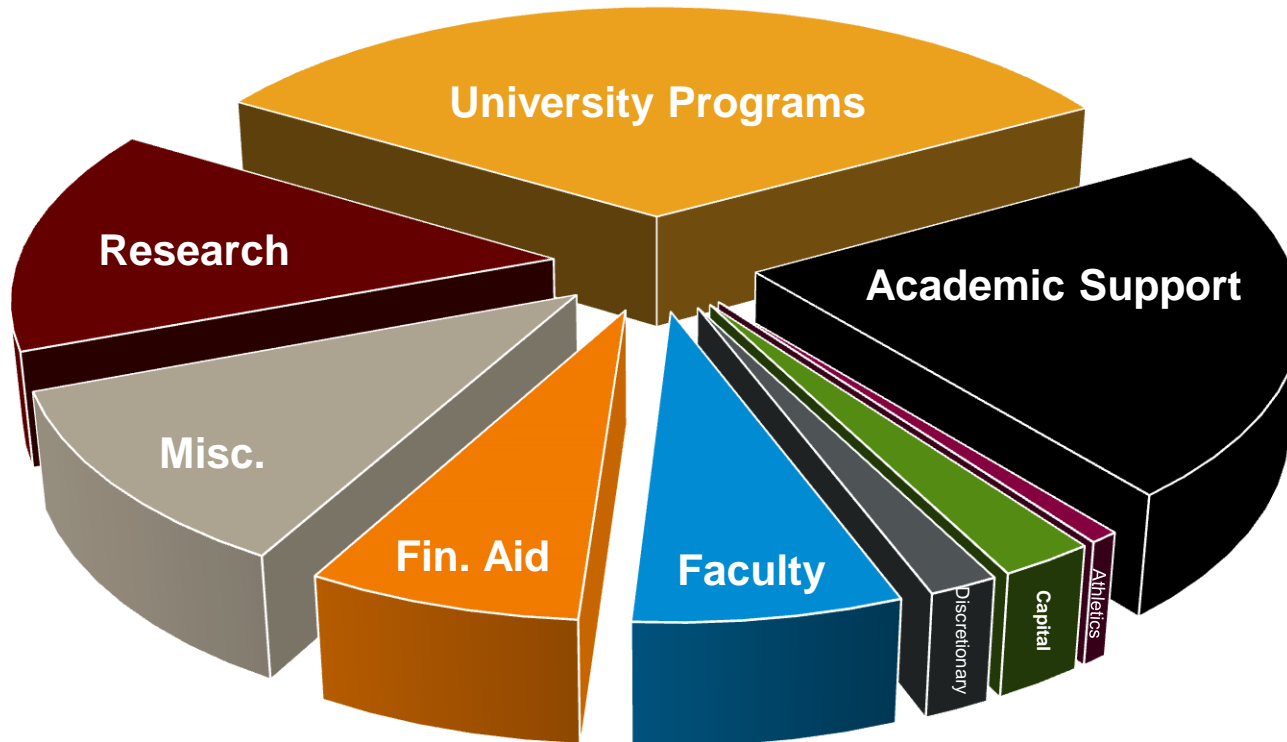 University Programs
Research
Academic Support
Misc.
Fin. Aid
Faculty
Discretionary
Capital
Athletics